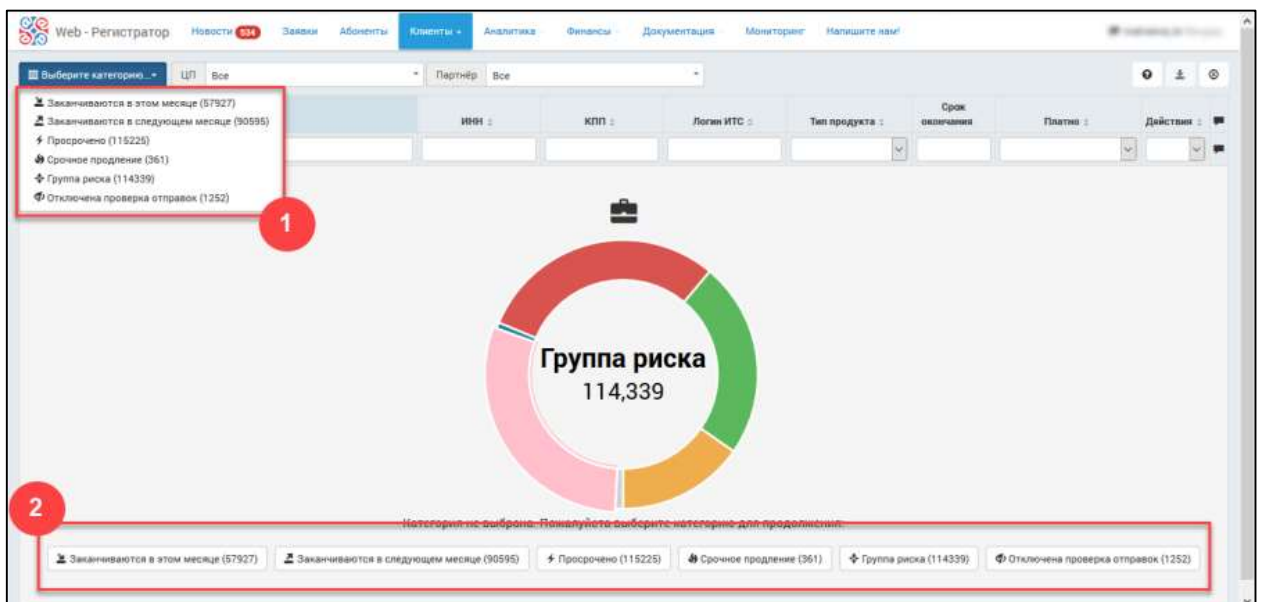 Web - Регистратор Новости 534 Заявки Абоненты Клиенты Аналитика Финансы Документация Мониторинг Напишите нам!
Выберите категорию... ЦП Все Партнёр Все
Заканчиваются в этом месяце (57927)
Заканчиваются в следующем месяце (90595)
Просрочено (115225)
Срочное продление (361)
Группа риска (114339)
Отключена проверка отправок (1252)
1
ИНН КПП Логин ИТС Тип продукта Срок окончания Платно Действия
Группа риска
114,339
2
Категория не выбрана. Пожалуйста выберите категорию для продолжения:
Заканчиваются в этом месяце (57927) Заканчиваются в следующем месяце (90595) Просрочено (115225) Срочное продление (361) Группа риска (114339) Отключена проверка отправок (1252)